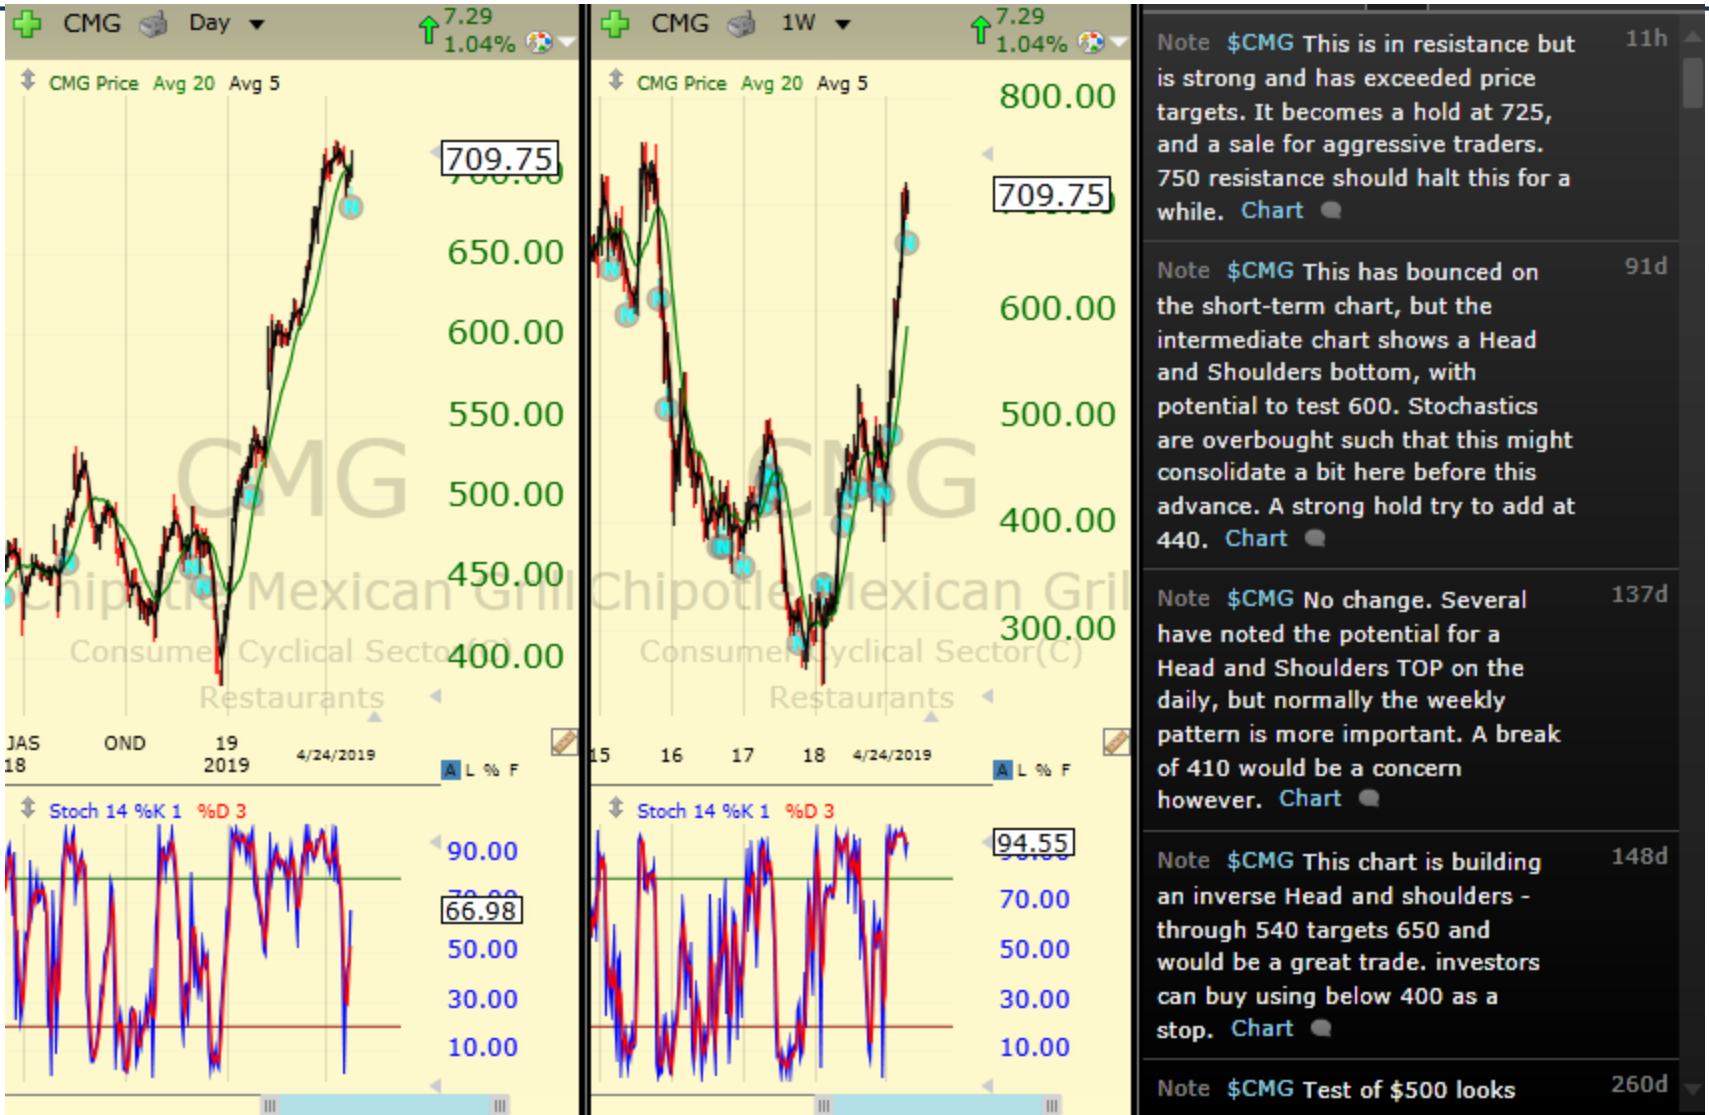 CMG Day 7.29
1.04%
CMG Price Avg 20 Avg 5
709.75
700.00
650.00
600.00
550.00
500.00
450.00
400.00
CMG
Chipotle Mexican Grill
Consumer Cyclical Sector(C)
Restaurants
JAS OND 19 4/24/2019
18 2019
A L % F
Stoch 14 %K 1 %D 3
90.00
70.00
66.98
50.00
30.00
10.00
CMG 1W 7.29
1.04%
CMG Price Avg 20 Avg 5
800.00
709.75
600.00
500.00
400.00
300.00
CMG
Chipotle Mexican Gril
Consumer Cyclical Sector(C)
Restaurants
15 16 17 18 4/24/2019
A L % F
Stoch 14 %K 1 %D 3
94.55
90.00
70.00
50.00
30.00
10.00
N
Note $CMG This is in resistance but 11h
is strong and has exceeded price
targets. It becomes a hold at 725,
and a sale for aggressive traders.
750 resistance should halt this for a
while. Chart
Note $CMG This has bounced on 91d
the short-term chart, but the
intermediate chart shows a Head
and Shoulders bottom, with
potential to test 600. Stochastics
are overbought such that this might
consolidate a bit here before this
advance. A strong hold try to add at
440. Chart
Note $CMG No change. Several 137d
have noted the potential for a
Head and Shoulders TOP on the
daily, but normally the weekly
pattern is more important. A break
of 410 would be a concern
however. Chart
Note $CMG This chart is building 148d
an inverse Head and shoulders -
through 540 targets 650 and
would be a great trade. investors
can buy using below 400 as a
stop. Chart
Note $CMG Test of $500 looks 260d